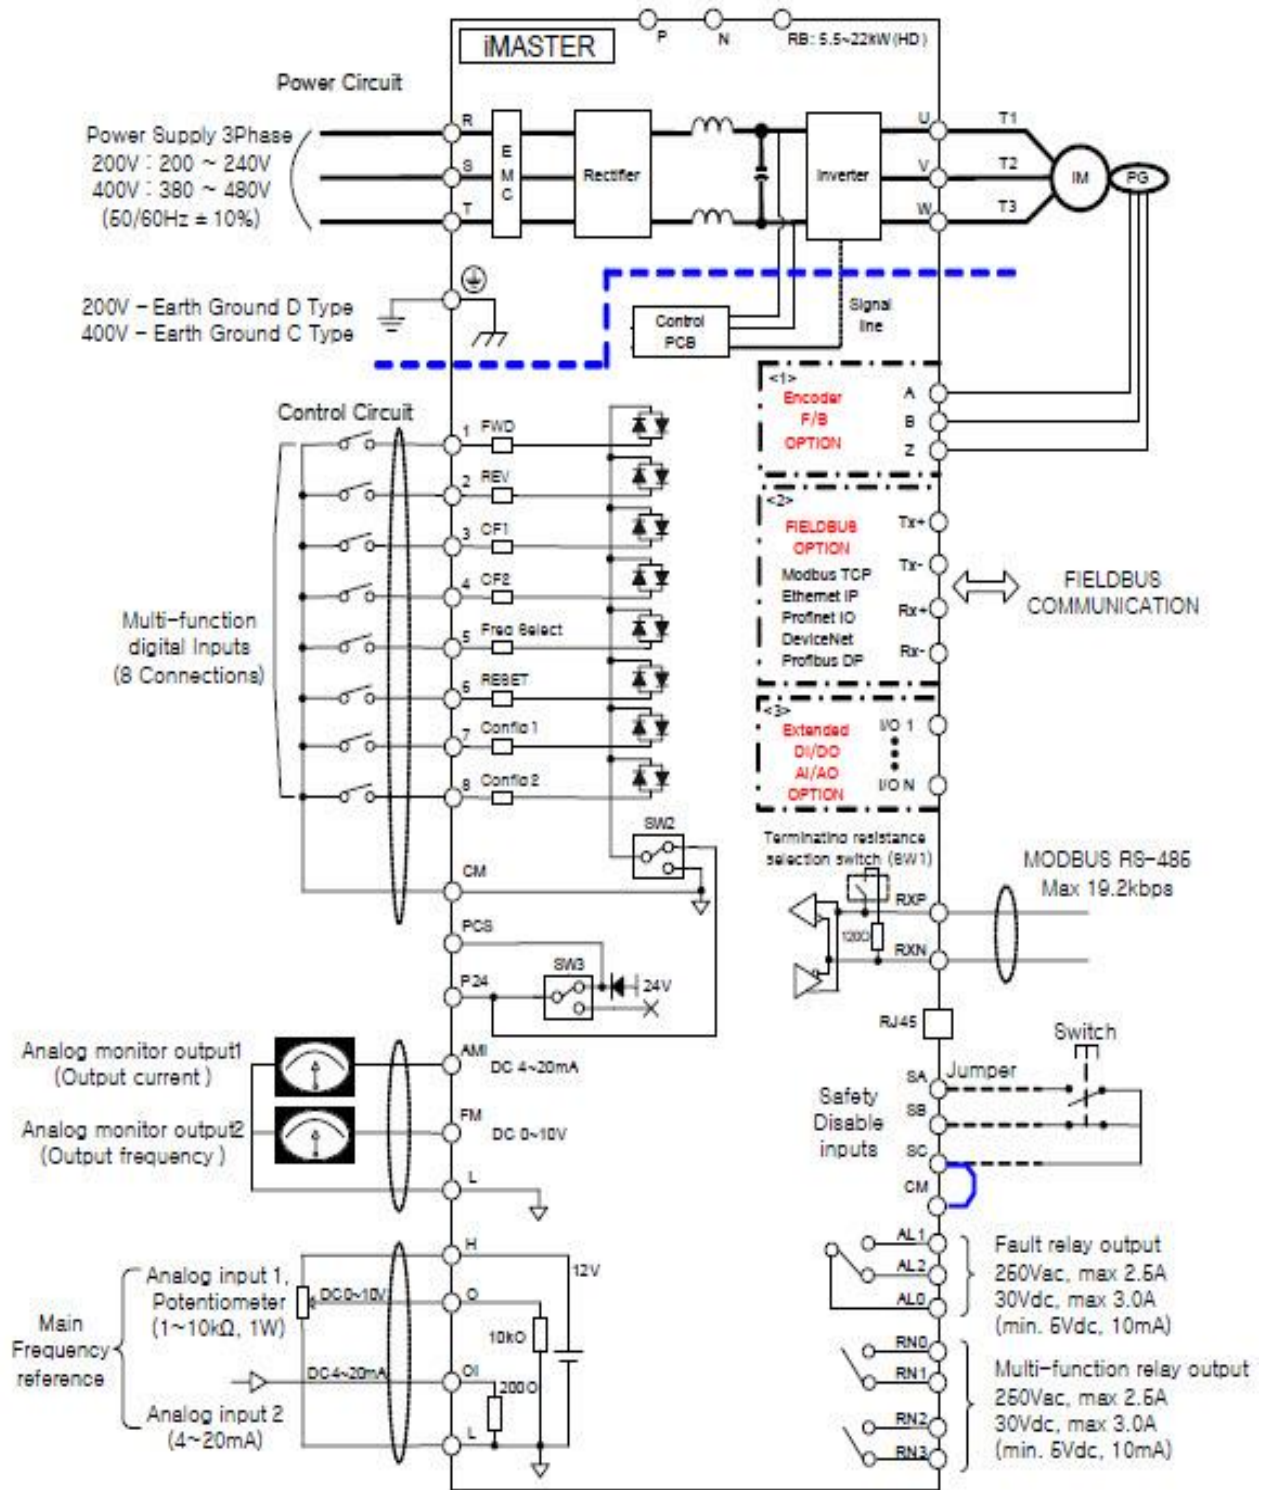 P
N
RB: 5.5~22kW(HD)
iMASTER
Power Circuit
Power Supply 3Phase
200V : 200 ~ 240V
400V : 380 ~ 480V
(50/60Hz ± 10%)
R
S
T
E
M
C
Rectifier
Inverter
U
V
W
T1
T2
T3
IM
PG
200V - Earth Ground D Type
400V - Earth Ground C Type
Control
PCB
Signal
line
Control Circuit
1 FWD
2 REV
3 CF1
4 CF2
5 Freq Select
6 RESET
7 Config 1
8 Config 2
Multi-function
digital Inputs
(8 Connections)
<1>
Encoder
F/B
OPTION
A
B
Z
<2>
FIELDBUS
OPTION
Modbus TCP
Ethernet IP
Profinet IO
DeviceNet
Profibus DP
Tx+
Tx-
Rx+
Rx-
FIELDBUS
COMMUNICATION
<3>
Extended
DI/DO
AI/AO
OPTION
I/O 1
I/O N
SW2
CM
PCS
P24
SW3
24V
Terminating resistance
selection switch (SW1)
RXP
120Ω
RXN
MODBUS RS-485
Max 19.2kbps
RJ45
Analog monitor output1
(Output current )
AMI
DC 4~20mA
Analog monitor output2
(Output frequency )
FM
DC 0~10V
L
Switch
Jumper
SA
SB
SC
CM
Safety
Disable
inputs
Main
Frequency
reference
Analog input 1,
Potentiometer
(1~10kΩ, 1W)
DC 0~10V
Analog input 2
(4~20mA)
DC 4~20mA
H
O
OI
L
12V
10kΩ
200Ω
AL1
AL2
AL0
Fault relay output
250Vac, max 2.5A
30Vdc, max 3.0A
(min. 5Vdc, 10mA)
RN0
RN1
RN2
RN3
Multi-function relay output
250Vac, max 2.5A
30Vdc, max 3.0A
(min. 5Vdc, 10mA)